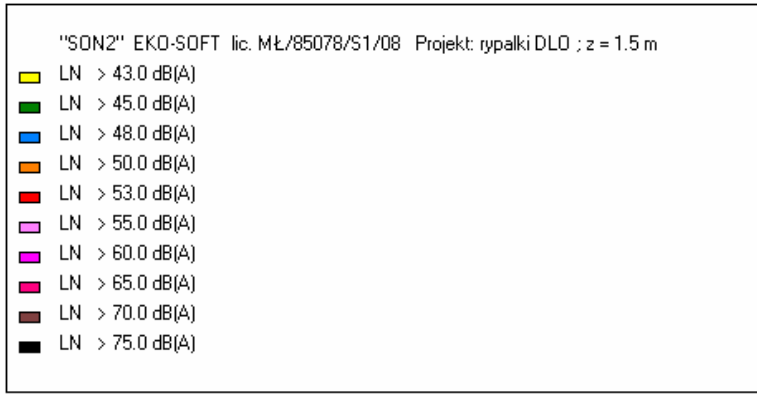 "SON2" EKO-SOFT lic. MŁ/85078/S1/08 Projekt: rypalki DLO ; z = 1.5 m
LN > 43.0 dB(A)
LN > 45.0 dB(A)
LN > 48.0 dB(A)
LN > 50.0 dB(A)
LN > 53.0 dB(A)
LN > 55.0 dB(A)
LN > 60.0 dB(A)
LN > 65.0 dB(A)
LN > 70.0 dB(A)
LN > 75.0 dB(A)